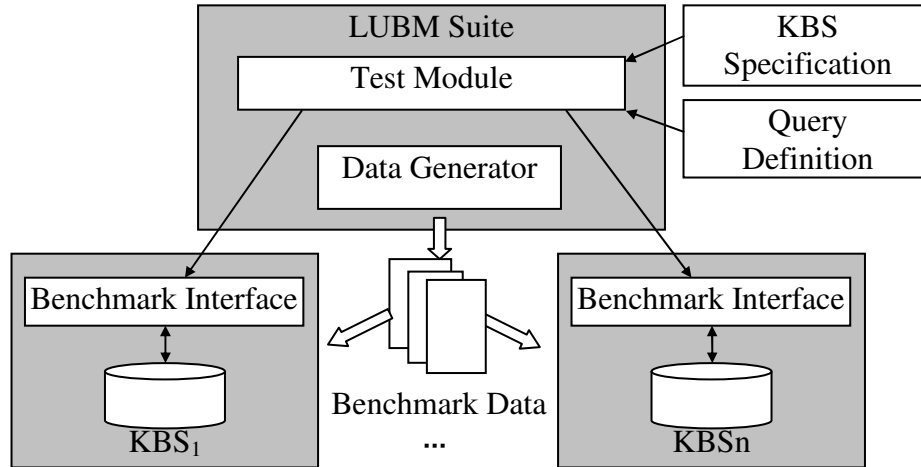 LUBM Suite
Test Module
KBS
Specification
Query
Definition
Data Generator
Benchmark Interface
Benchmark Interface
Benchmark Data
...
KBS₁
KBSn